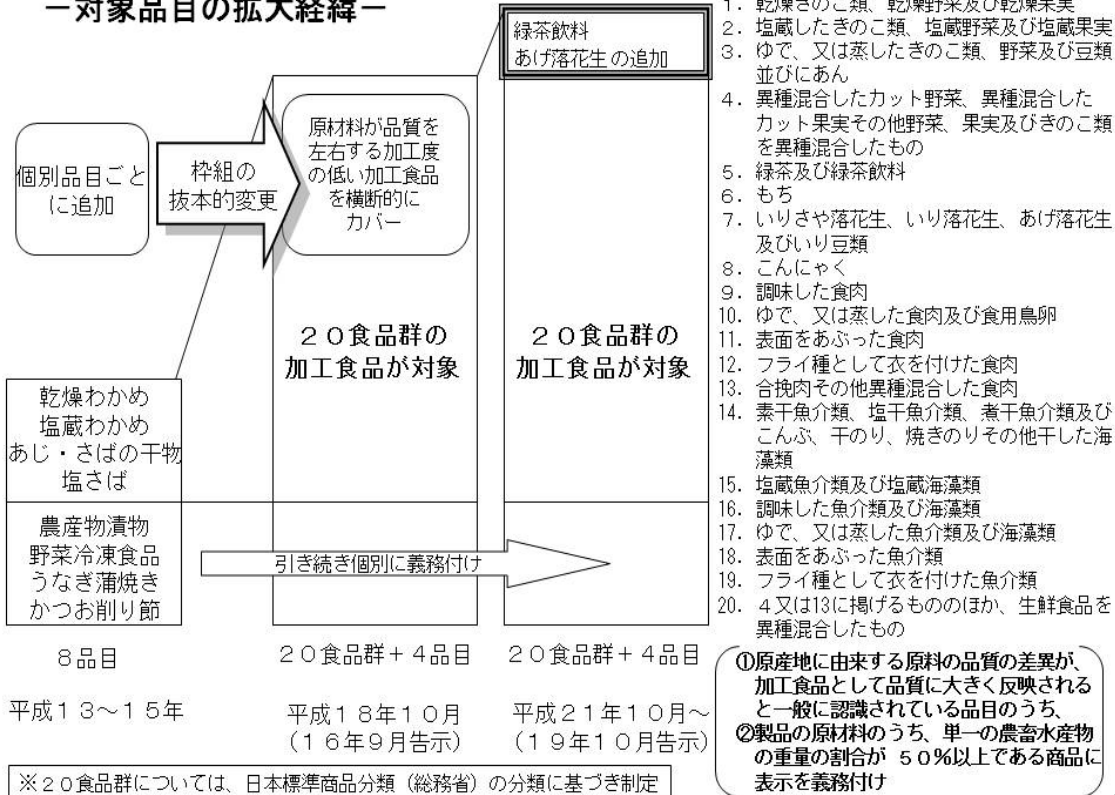 －対象品目の拡大経緯－
緑茶飲料
あげ落花生の追加
個別品目ごと
に追加
枠組の
抜本的変更
原材料が品質を
左右する加工度
の低い加工食品
を横断的に
カバー
２０食品群の
加工食品が対象
２０食品群の
加工食品が対象
乾燥わかめ
塩蔵わかめ
あじ・さばの干物
塩さば
農産物漬物
野菜冷凍食品
うなぎ蒲焼き
かつお削り節
引き続き個別に義務付け
8品目
２０食品群＋４品目
２０食品群＋４品目
平成１３～１５年
平成１８年１０月
（１６年９月告示）
平成２１年１０月～
（１９年１０月告示）
※２０食品群については、日本標準商品分類（総務省）の分類に基づき制定
1. 乾燥きのこ類、乾燥野菜及び乾燥果実
2. 塩蔵したきのこ類、塩蔵野菜及び塩蔵果実
3. ゆで、又は蒸したきのこ類、野菜及び豆類
並びにあん
4. 異種混合したカット野菜、異種混合した
カット果実その他野菜、果実及びきのこ類
を異種混合したもの
5. 緑茶及び緑茶飲料
6. もち
7. いりさや落花生、いり落花生、あげ落花生
及びいり豆類
8. こんにゃく
9. 調味した食肉
10. ゆで、又は蒸した食肉及び食用鳥卵
11. 表面をあぶった食肉
12. フライ種として衣を付けた食肉
13. 合挽肉その他異種混合した食肉
14. 素干魚介類、塩干魚介類、煮干魚介類及び
こんぶ、干のり、焼きのりその他干した海
藻類
15. 塩蔵魚介類及び塩蔵海藻類
16. 調味した魚介類及び海藻類
17. ゆで、又は蒸した魚介類及び海藻類
18. 表面をあぶった魚介類
19. フライ種として衣を付けた魚介類
20. ４又は13に掲げるもののほか、生鮮食品を
異種混合したもの
①原産地に由来する原料の品質の差異が、
加工食品として品質に大きく反映される
と一般に認識されている品目のうち、
②製品の原材料のうち、単一の農畜水産物
の重量の割合が ５０％以上である商品に
表示を義務付け